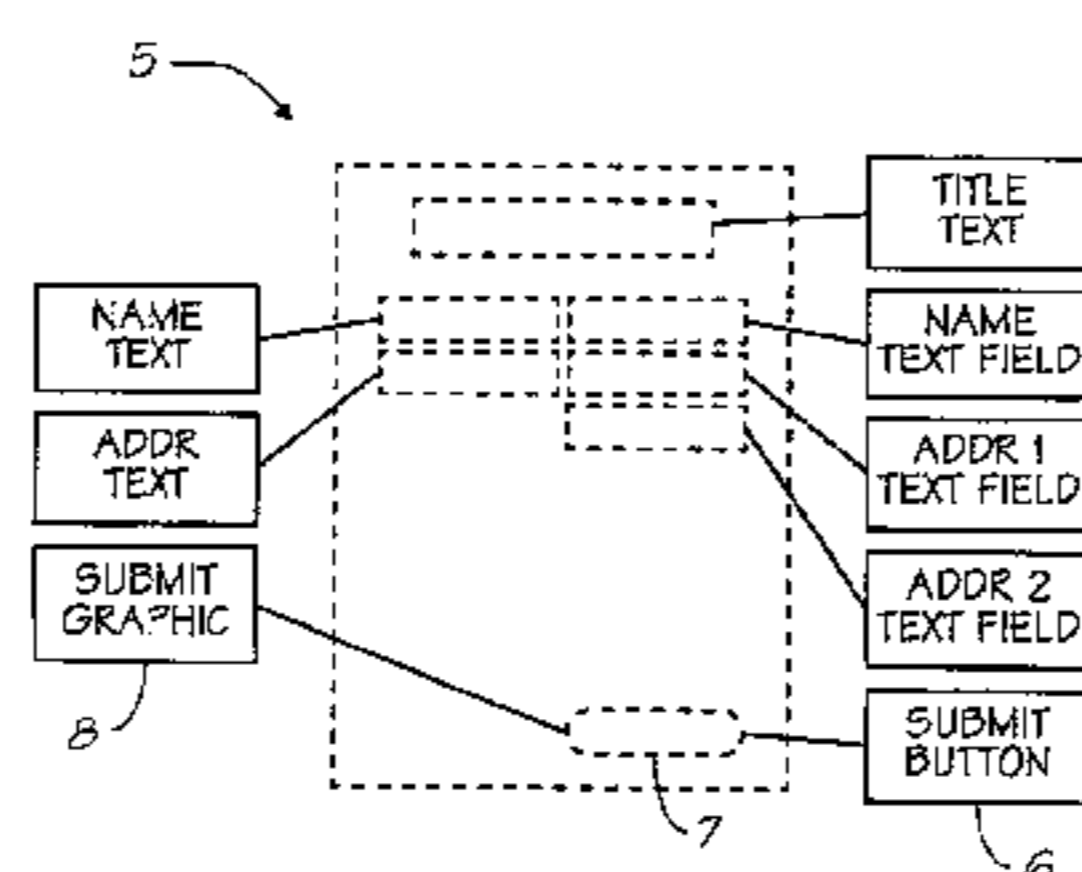 5
TITLE
TEXT
NAME
TEXT
NAME
TEXT FIELD
ADDR
TEXT
ADDR 1
TEXT FIELD
SUBMIT
GRAPHIC
ADDR 2
TEXT FIELD
8
SUBMIT
BUTTON
7
6